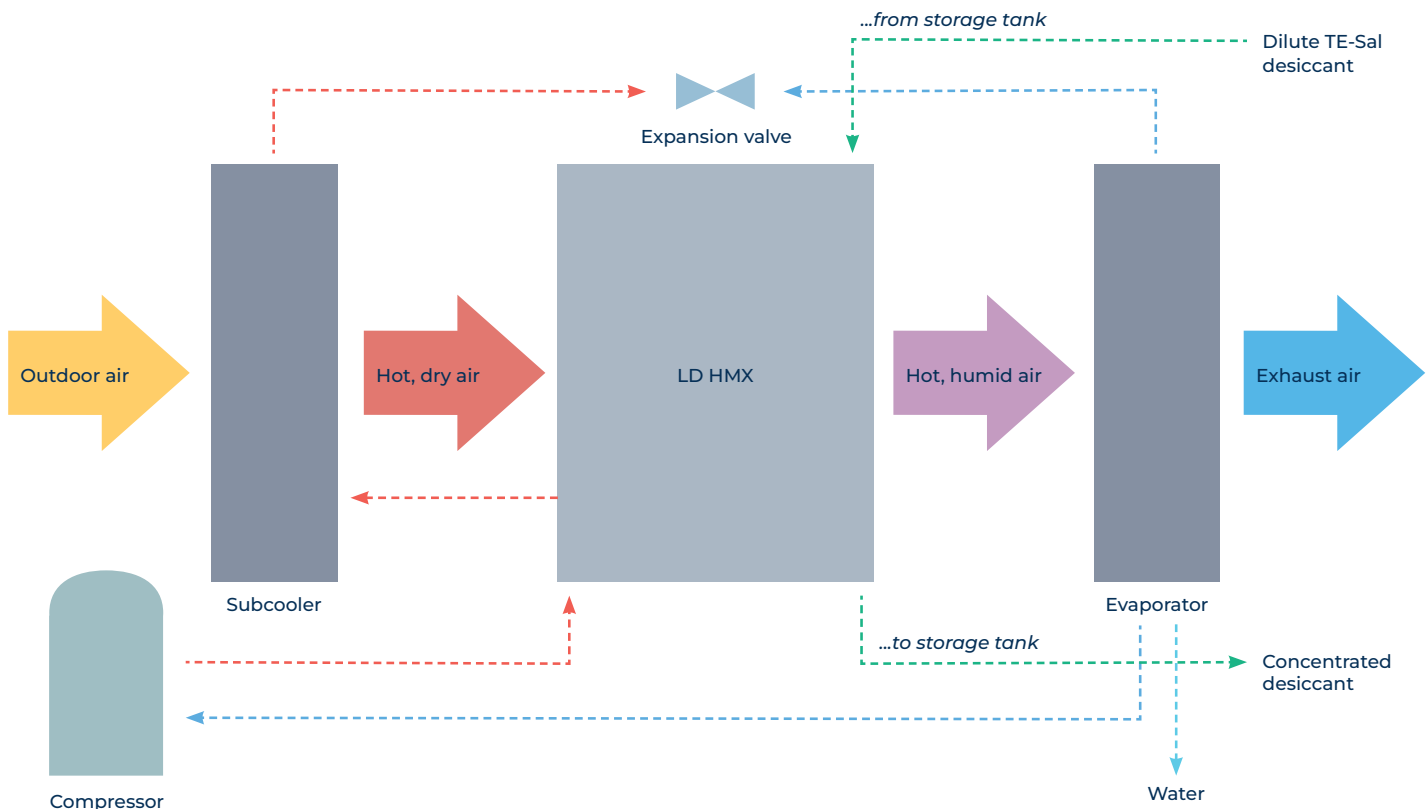 ...from storage tank
Dilute TE-Sal
desiccant
Expansion valve
Outdoor air
Hot, dry air
LD HMX
Hot, humid air
Exhaust air
Subcooler
Evaporator
...to storage tank
Concentrated
desiccant
Compressor
Water